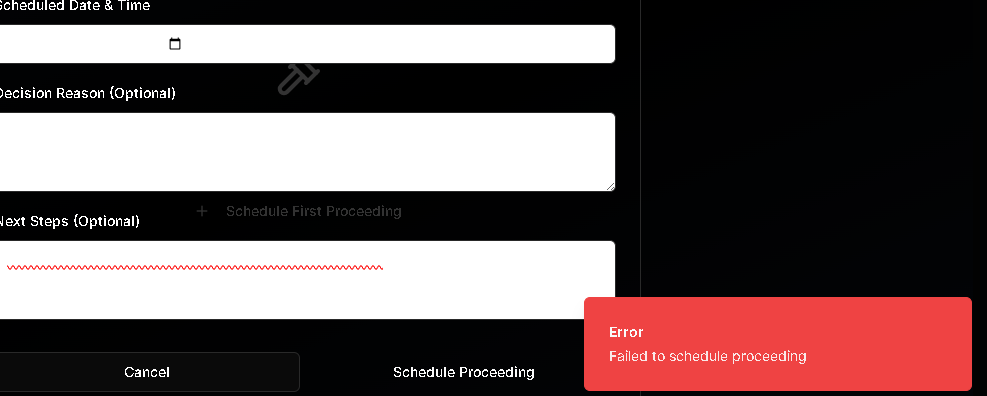 Scheduled Date & Time
Decision Reason (Optional)
Schedule First Proceeding
Next Steps (Optional)
Error
Failed to schedule proceeding
Cancel
Schedule Proceeding